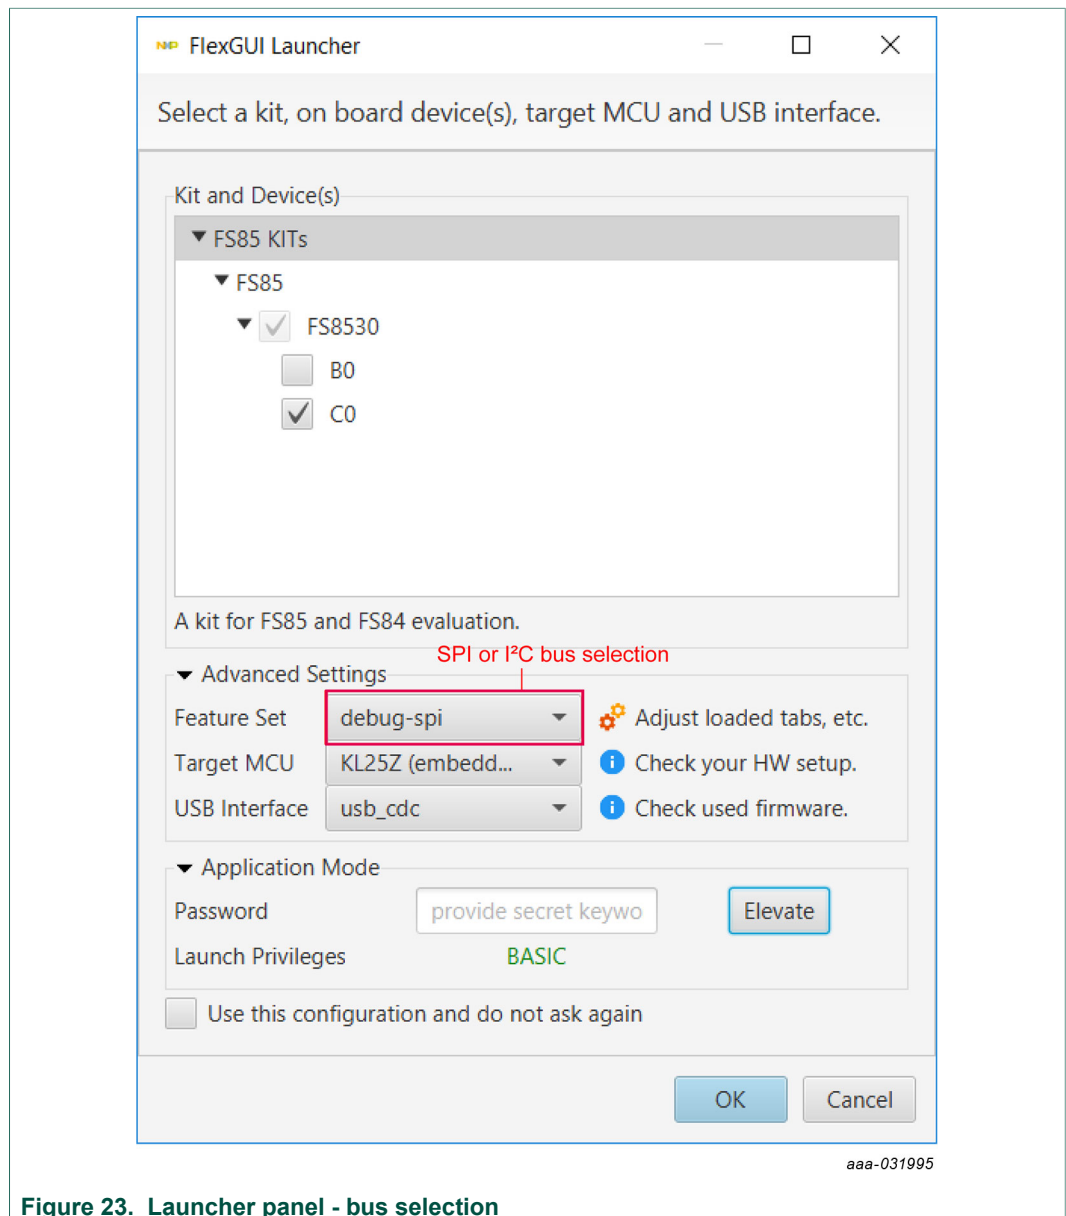 NXP FlexGUI Launcher
Select a kit, on board device(s), target MCU and USB interface.
Kit and Device(s)
FS85 KITs
FS85
FS8530
B0
C0
A kit for FS85 and FS84 evaluation.
SPI or I²C bus selection
Advanced Settings
Feature Set debug-spi Adjust loaded tabs, etc.
Target MCU KL25Z (embedd... Check your HW setup.
USB Interface usb_cdc Check used firmware.
Application Mode
Password provide secret keywo Elevate
Launch Privileges BASIC
Use this configuration and do not ask again
OK Cancel
aaa-031995
Figure 23. Launcher panel - bus selection